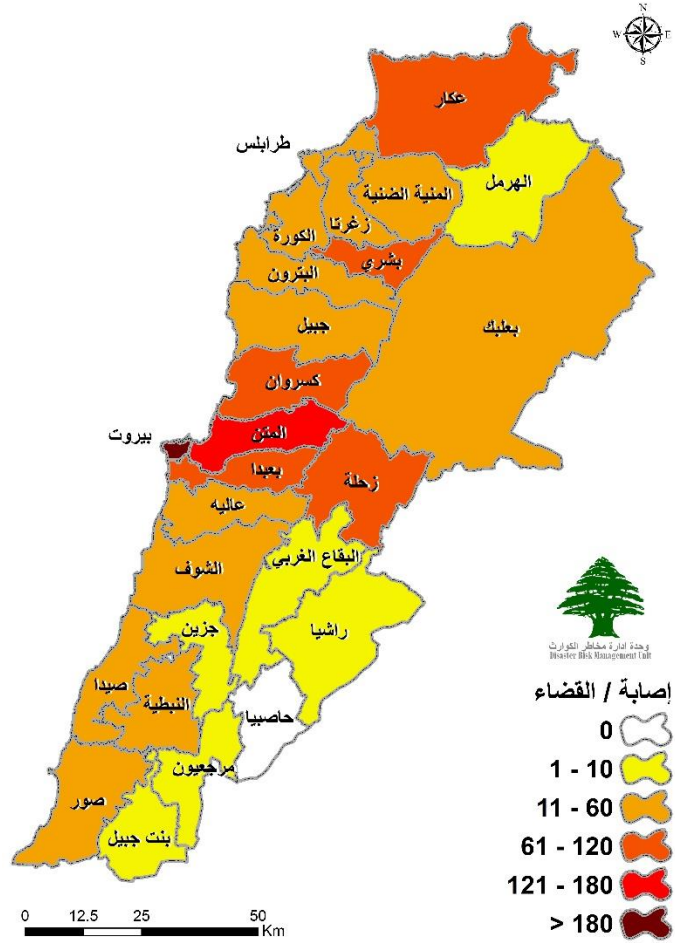 N
W E
S
عكار
طرابلس
الهرمل
المنية الضنية
زغرتا
الكورة
بشري
البترون
جبيل
بعلبك
كسروان
المتن
بيروت
بعبدا
زحلة
عاليه
البقاع الغربي
الشوف
راشيا
جزين
صيدا
النبطية
حاصبيا
مرجعيون
صور
بنت جبيل
وحدة ادارة مخاطر الكوارث
Disaster Risk Management Unit
إصابة / القضاء
0
1 - 10
11 - 60
61 - 120
121 - 180
> 180
0 12.5 25 50
Km